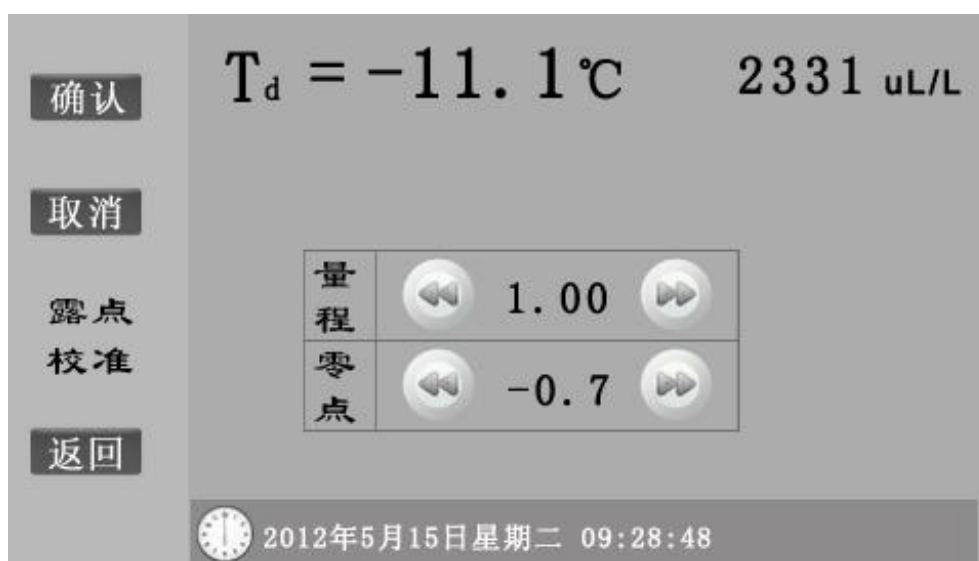 确认
取消
露点
校准
返回
Td = -11.1℃ 2331 uL/L
量程 1.00
零点 -0.7
2012年5月15日星期二 09:28:48